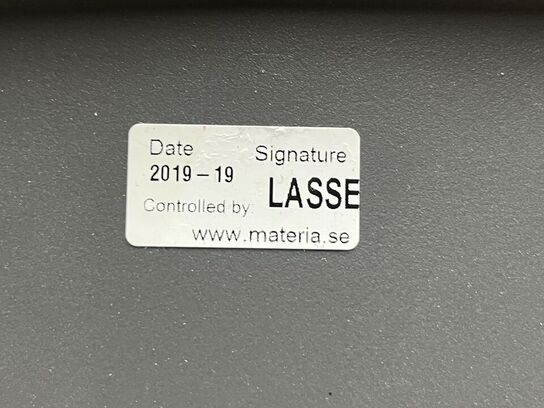 Date Signature
2019-19 LASSE
Controlled by:
www.materia.se